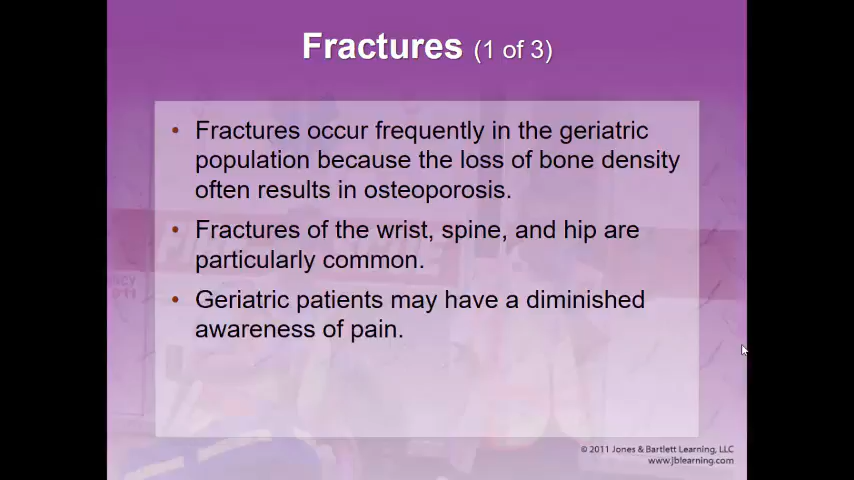 Fractures (1 of 3)
• Fractures occur frequently in the geriatric
population because the loss of bone density
often results in osteoporosis.
• Fractures of the wrist, spine, and hip are
particularly common.
• Geriatric patients may have a diminished
awareness of pain.
© 2011 Jones & Bartlett Learning, LLC
www.jblearning.com